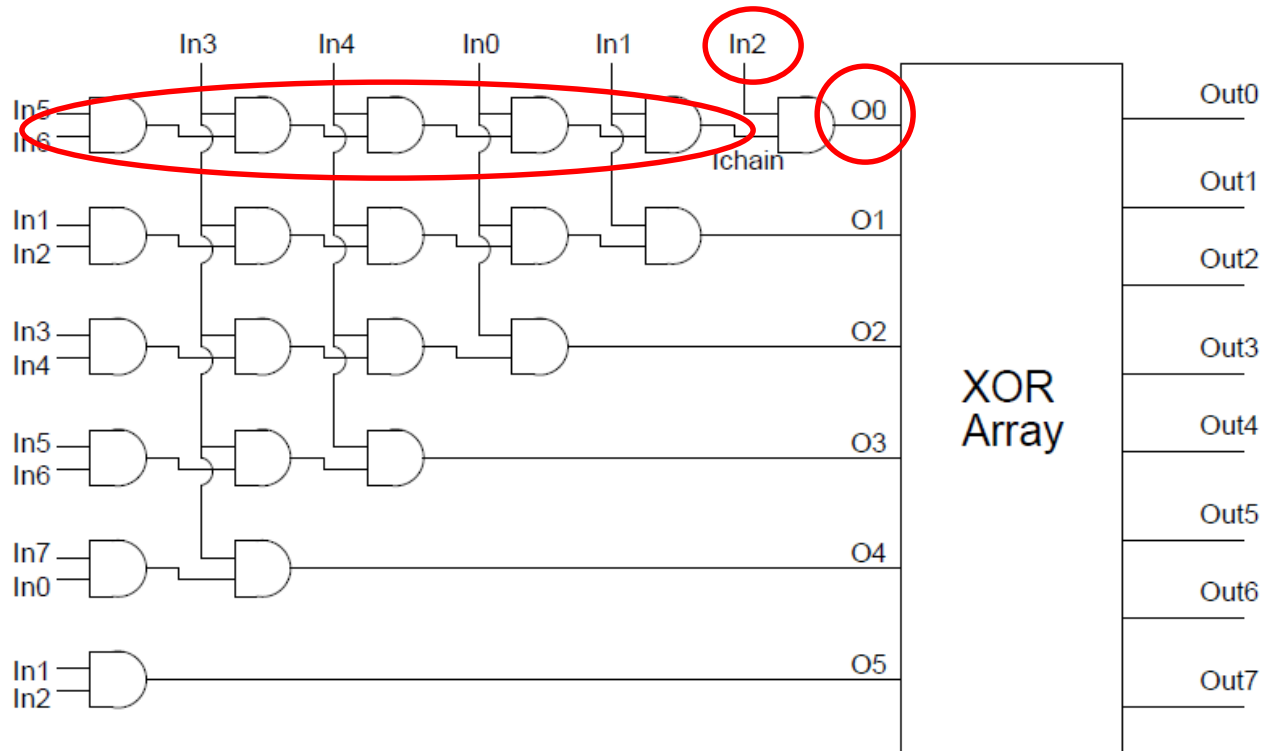 In3 In4 In0 In1 In2
In5 O0 Out0
In6 Ichain
Out1
In1 O1
In2 Out2
In3 O2 Out3
In4
XOR
Array
In5 O3 Out4
In6
Out5
In7 O4
In0 Out6
In1 O5 Out7
In2